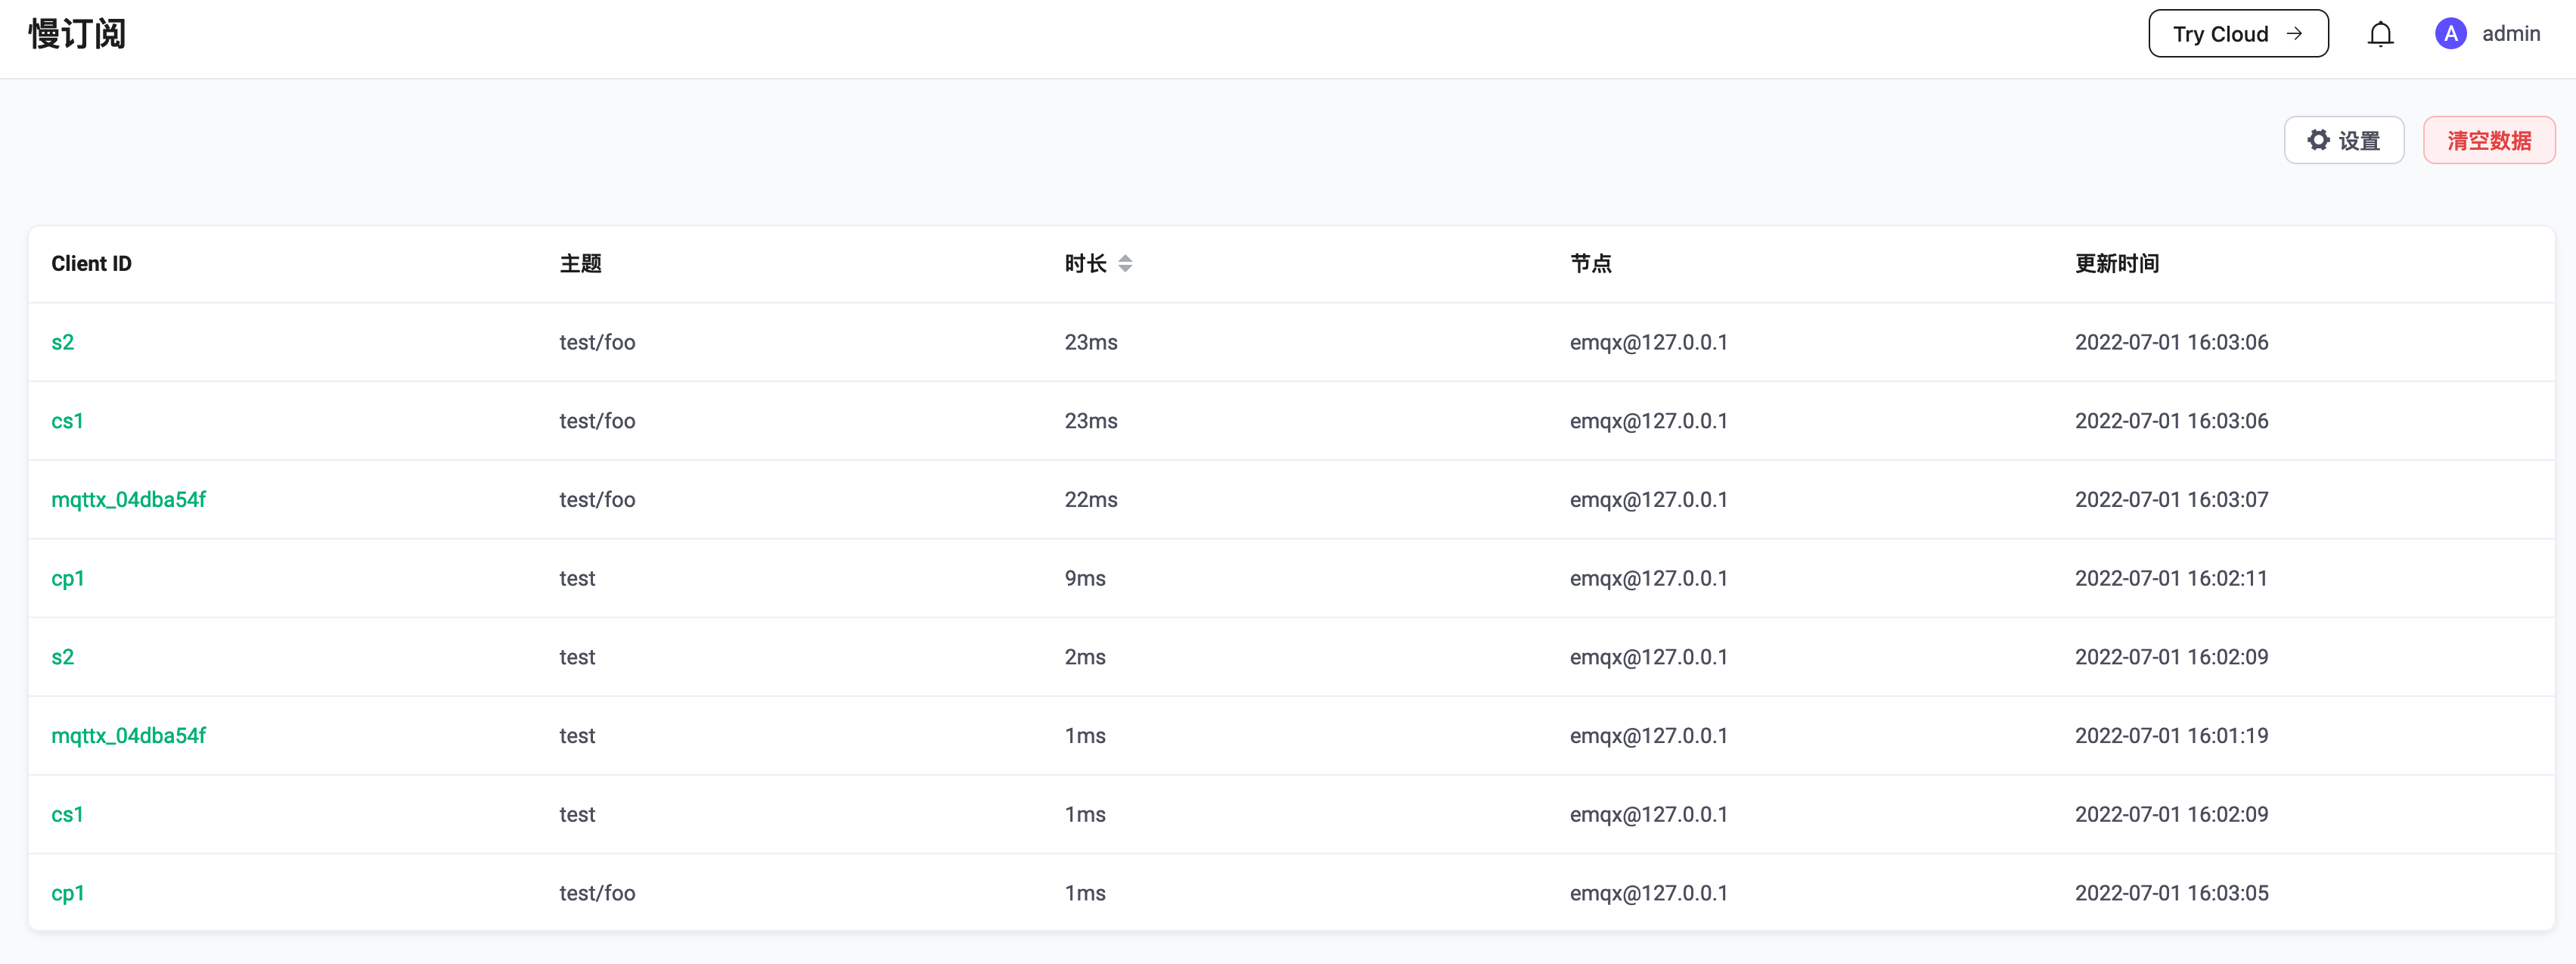 慢订阅
Try Cloud →
A admin
设置
清空数据
Client ID 主题 时长 节点 更新时间
s2 test/foo 23ms emqx@127.0.0.1 2022-07-01 16:03:06
cs1 test/foo 23ms emqx@127.0.0.1 2022-07-01 16:03:06
mqttx_04dba54f test/foo 22ms emqx@127.0.0.1 2022-07-01 16:03:07
cp1 test 9ms emqx@127.0.0.1 2022-07-01 16:02:11
s2 test 2ms emqx@127.0.0.1 2022-07-01 16:02:09
mqttx_04dba54f test 1ms emqx@127.0.0.1 2022-07-01 16:01:19
cs1 test 1ms emqx@127.0.0.1 2022-07-01 16:02:09
cp1 test/foo 1ms emqx@127.0.0.1 2022-07-01 16:03:05